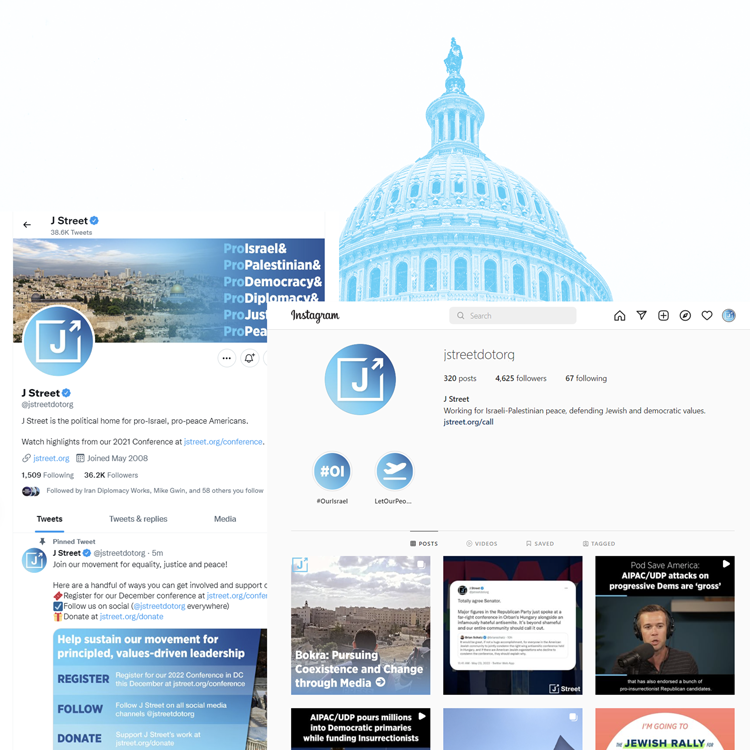 J Street
38.6K Tweets
ProIsrael&
ProPalestinian&
ProDemocracy&
ProDiplomacy&
ProJust
ProPea
J
J Street
@jstreetdotorg
J Street is the political home for pro-Israel, pro-peace Americans.
Watch highlights from our 2021 Conference at jstreet.org/conference.
jstreet.org Joined May 2008
1,509 Following 36.2K Followers
Followed by Iran Diplomacy Works, Mike Gwin, and 58 others you follow
Tweets Tweets & replies Media
Pinned Tweet
J Street @jstreetdotorg · 5m
Join our movement for equality, justice and peace!
Here are a handful of ways you can get involved and support o
Register for our December conference at jstreet.org/confer
Follow us on social (@jstreetdotorg everywhere)
Donate at jstreet.org/donate
Help sustain our movement for
principled, values-driven leadership
REGISTER Register for our 2022 Conference in DC
this December at jstreet.org/conference
FOLLOW Follow J Street on all social media
channels @jstreetdotorg
DONATE Support J Street's work at
jstreet.org/donate
Instagram
Search
J
jstreetdotorg
320 posts 4,625 followers 67 following
J Street
Working for Israeli-Palestinian peace, defending Jewish and democratic values.
jstreet.org/call
#OI
#OurIsrael LetOurPeo...
POSTS VIDEOS SAVED TAGGED
J
Bokra: Pursuing
Coexistence and Change
through Media
J Street
Totally agree Senator.
Major figures in the Republican Party just spoke at a
far-right conference in Orban's Hungary alongside an
infamously hateful antisemite. It's beyond shameful
and our entire community should call it out.
J Street
Pod Save America:
AIPAC/UDP attacks on
progressive Dems are 'gross'
that has also endorsed a bunch of
pro-insurrectionist Republican candidates.
AIPAC/UDP pours millions
into Democratic primaries
while funding Insurrectionists
I'M GOING TO
THE JEWISH RALLY FOR